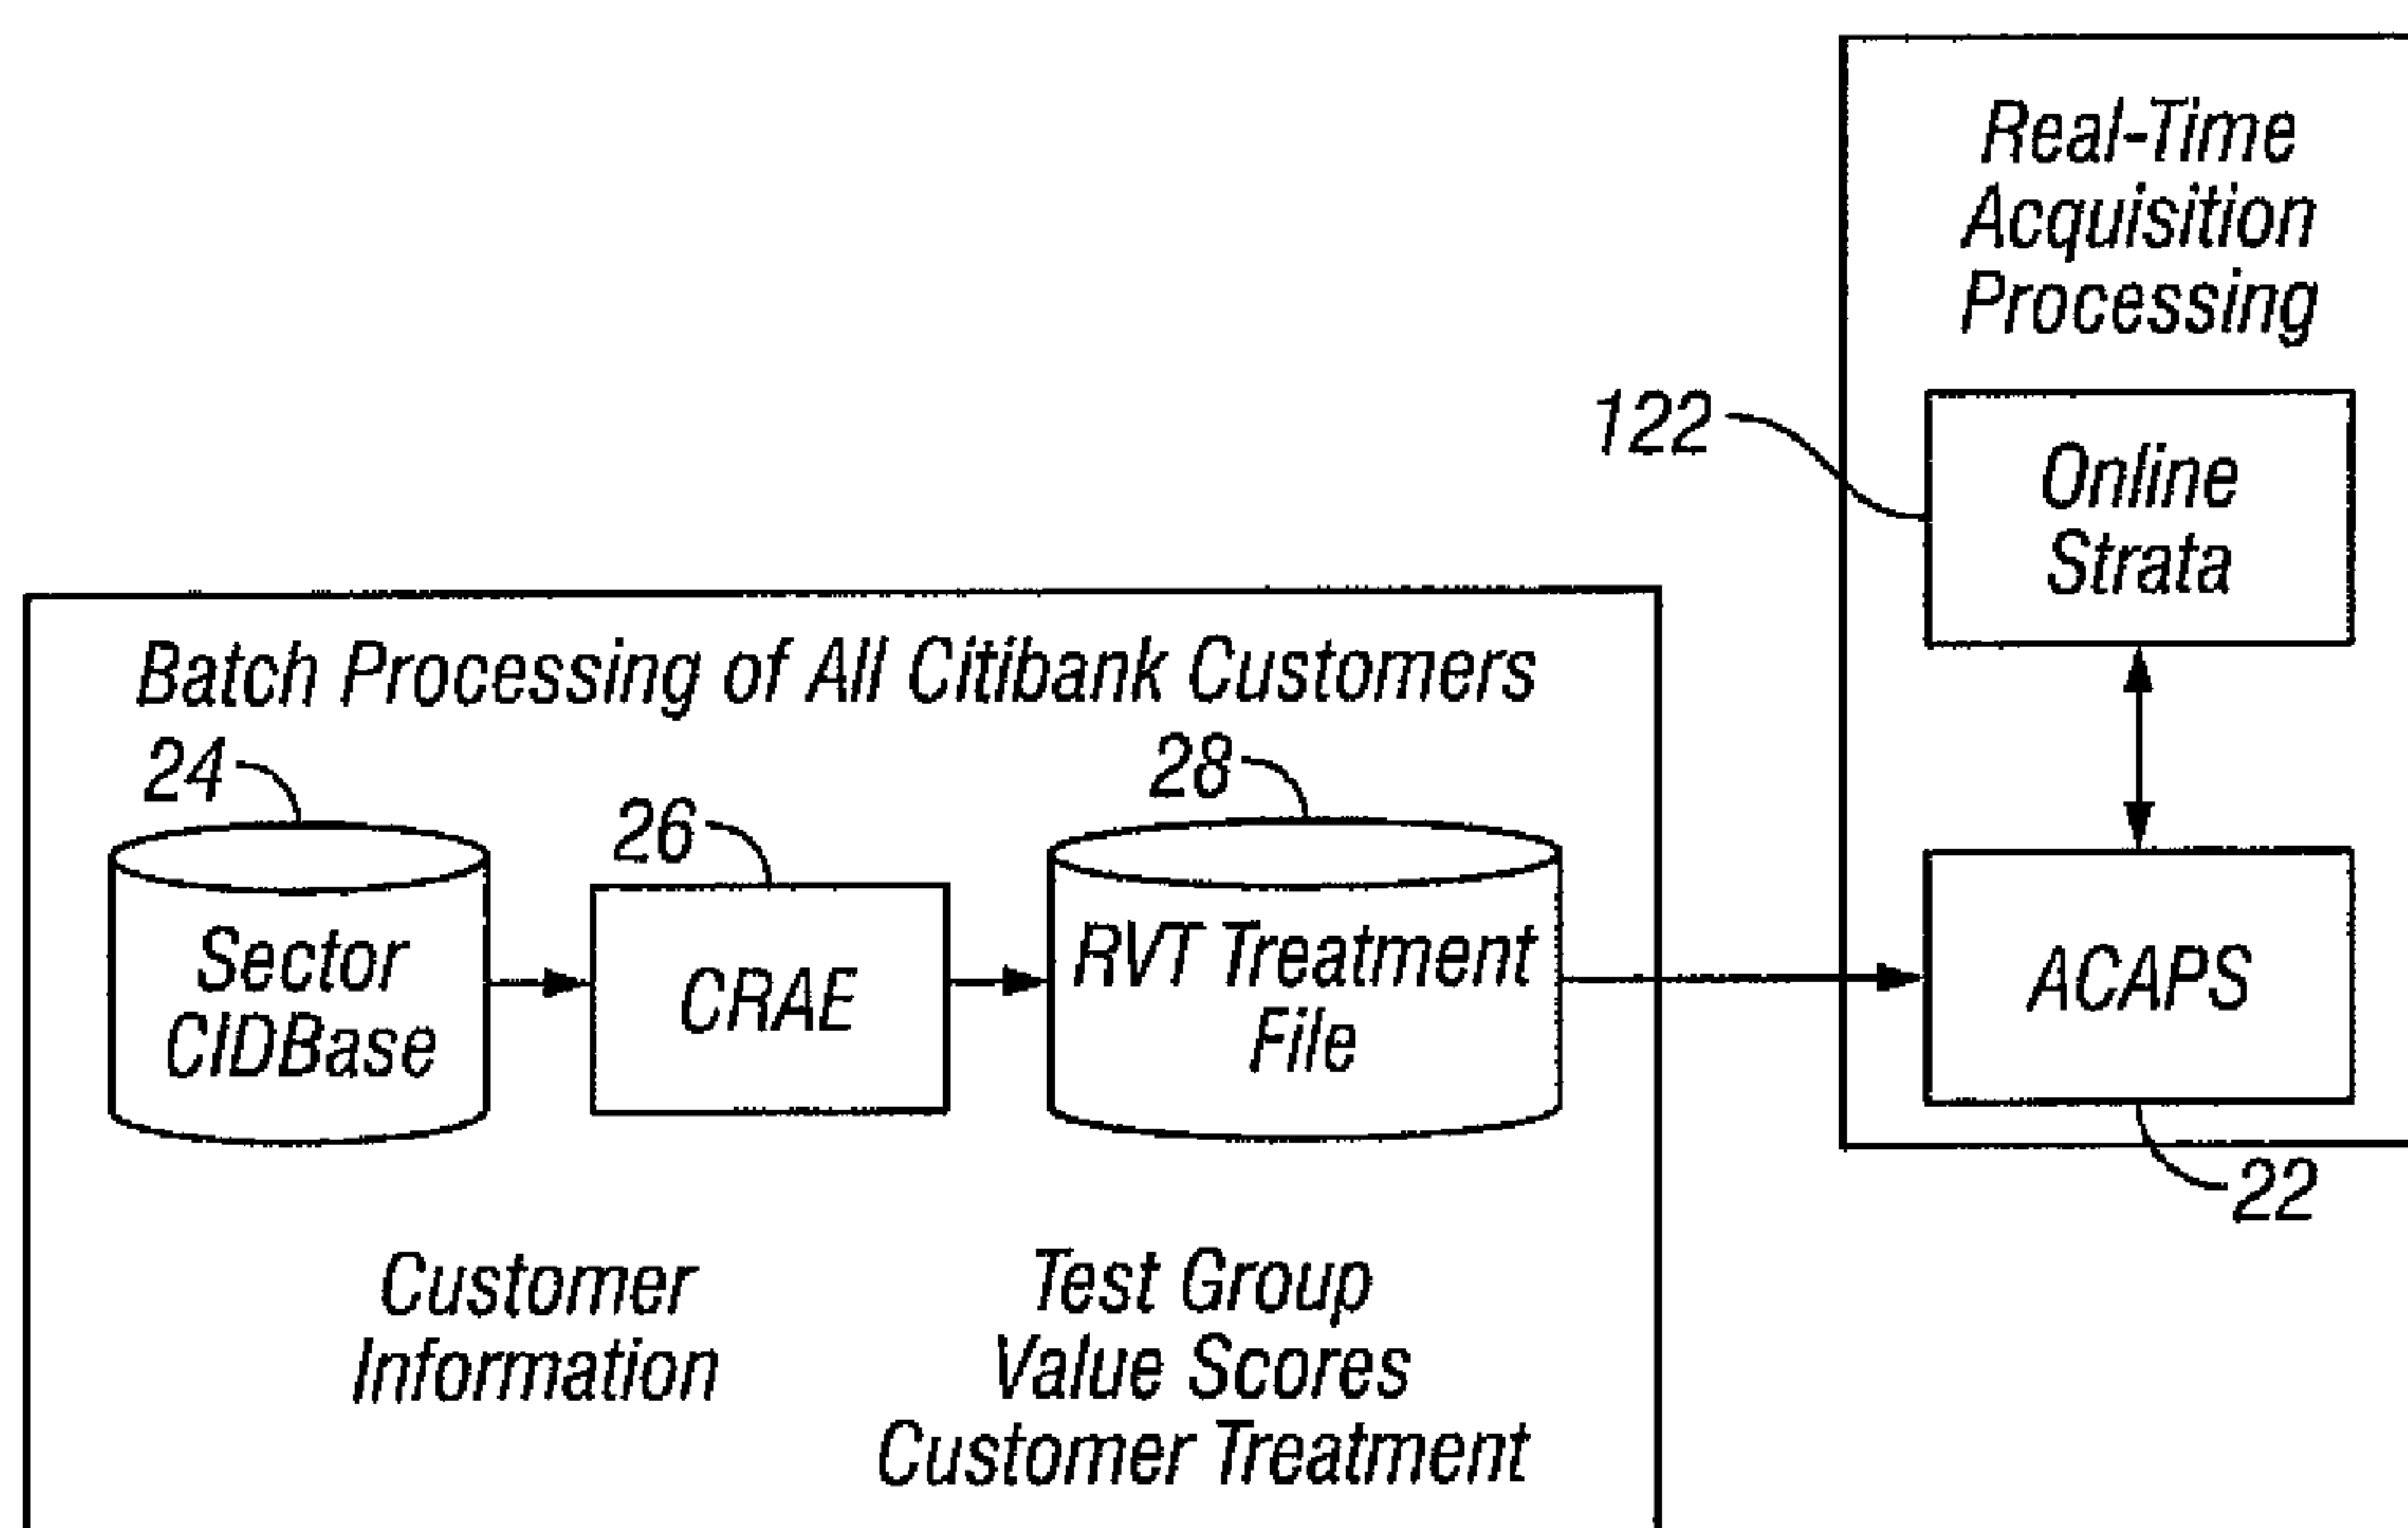 Real-Time
Acquisition
Processing
122
Online
Strata
Batch Processing of All Citibank Customers
24
26
28
Sector
CIDBase
CRAE
RVT Treatment
File
ACAPS
22
Customer
Information
Test Group
Value Scores
Customer Treatment